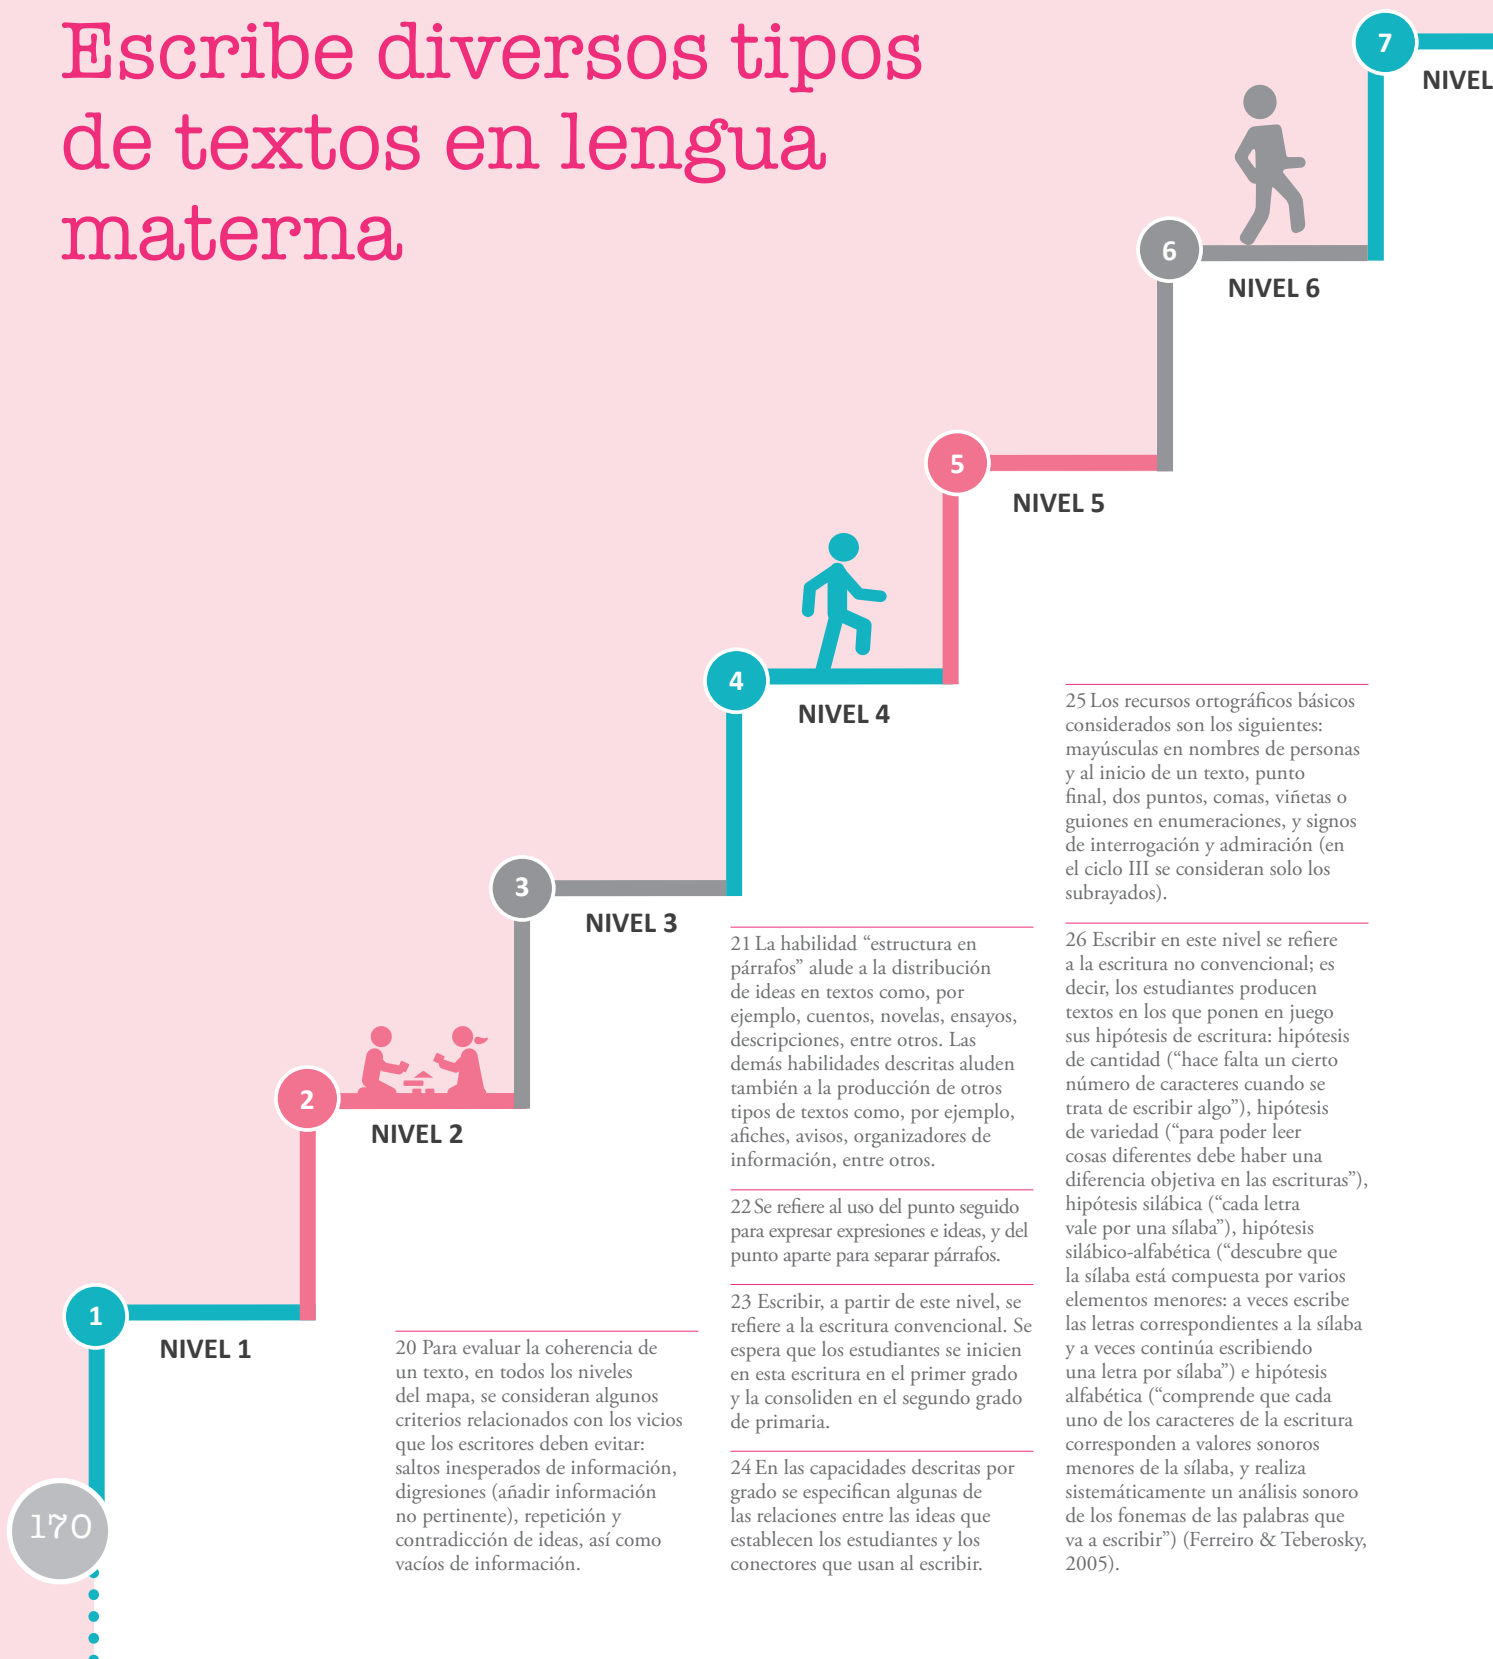 Escribe diversos tipos
de textos en lengua
materna
7
NIVEL
6
NIVEL 6
5
NIVEL 5
4
NIVEL 4
3
NIVEL 3
2
NIVEL 2
1
NIVEL 1
170
20 Para evaluar la coherencia de
un texto, en todos los niveles
del mapa, se consideran algunos
criterios relacionados con los vicios
que los escritores deben evitar:
saltos inesperados de información,
digresiones (añadir información
no pertinente), repetición y
contradicción de ideas, así como
vacíos de información.
21 La habilidad “estructura en
párrafos” alude a la distribución
de ideas en textos como, por
ejemplo, cuentos, novelas, ensayos,
descripciones, entre otros. Las
demás habilidades descritas aluden
también a la producción de otros
tipos de textos como, por ejemplo,
afiches, avisos, organizadores de
información, entre otros.
22 Se refiere al uso del punto seguido
para expresar expresiones e ideas, y del
punto aparte para separar párrafos.
23 Escribir, a partir de este nivel, se
refiere a la escritura convencional. Se
espera que los estudiantes se inicien
en esta escritura en el primer grado
y la consoliden en el segundo grado
de primaria.
24 En las capacidades descritas por
grado se especifican algunas de
las relaciones entre las ideas que
establecen los estudiantes y los
conectores que usan al escribir.
25 Los recursos ortográficos básicos
considerados son los siguientes:
mayúsculas en nombres de personas
y al inicio de un texto, punto
final, dos puntos, comas, viñetas o
guiones en enumeraciones, y signos
de interrogación y admiración (en
el ciclo III se consideran solo los
subrayados).
26 Escribir en este nivel se refiere
a la escritura no convencional; es
decir, los estudiantes producen
textos en los que ponen en juego
sus hipótesis de escritura: hipótesis
de cantidad (“hace falta un cierto
número de caracteres cuando se
trata de escribir algo”), hipótesis
de variedad (“para poder leer
cosas diferentes debe haber una
diferencia objetiva en las escrituras”),
hipótesis silábica (“cada letra
vale por una sílaba”), hipótesis
silábico-alfabética (“descubre que
la sílaba está compuesta por varios
elementos menores: a veces escribe
las letras correspondientes a la sílaba
y a veces continúa escribiendo
una letra por sílaba”) e hipótesis
alfabética (“comprende que cada
uno de los caracteres de la escritura
corresponden a valores sonoros
menores de la sílaba, y realiza
sistemáticamente un análisis sonoro
de los fonemas de las palabras que
va a escribir”) (Ferreiro & Teberosky,
2005).